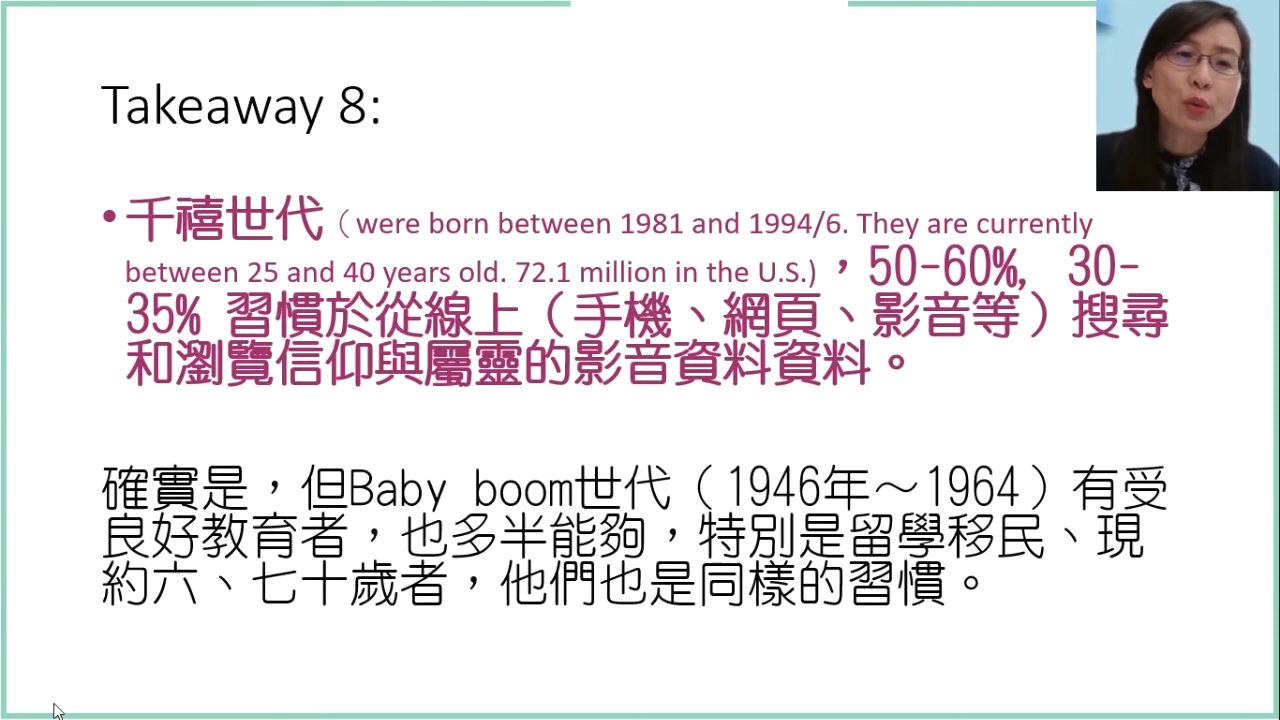 Takeaway 8:
•千禧世代（were born between 1981 and 1994/6. They are currently
between 25 and 40 years old. 72.1 million in the U.S.），50-60%, 30-
35% 習慣於從線上（手機、網頁、影音等）搜尋
和瀏覽信仰與屬靈的影音資料資料。
確實是，但Baby boom世代（1946年～1964）有受
良好教育者，也多半能夠，特別是留學移民、現
約六、七十歲者，他們也是同樣的習慣。